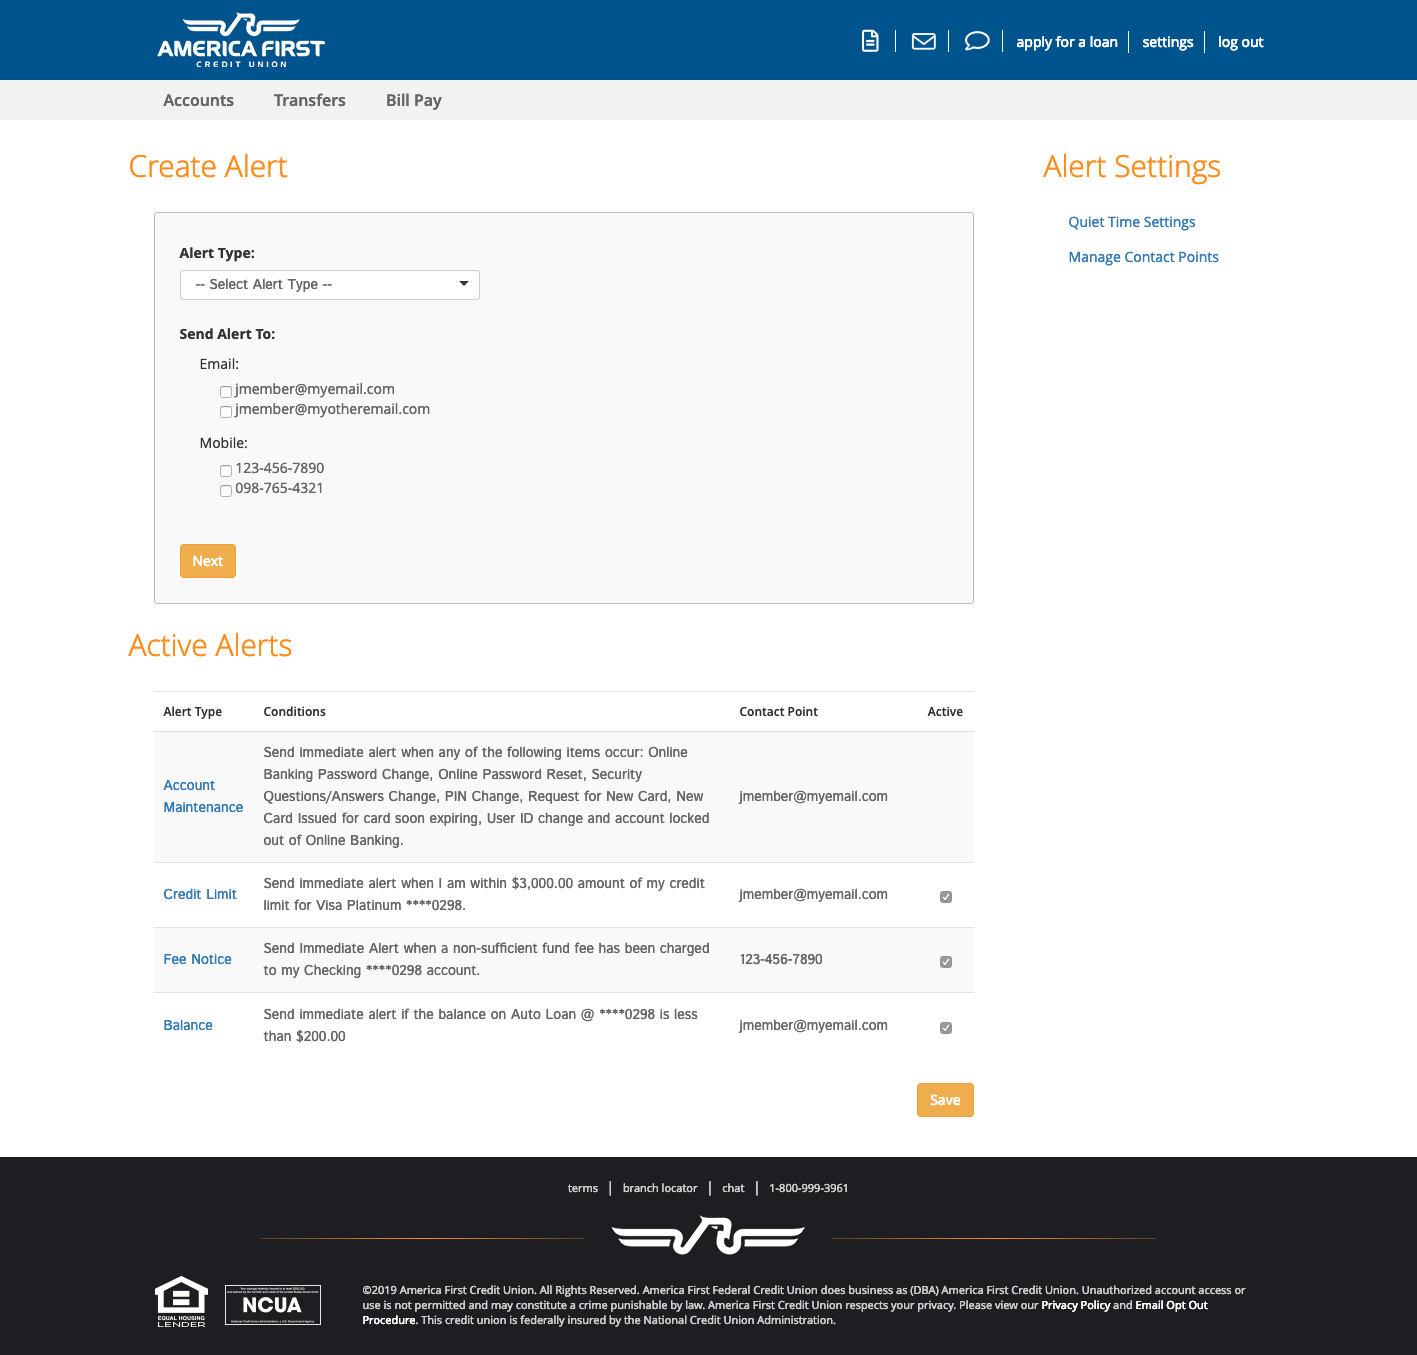 AMERICA FIRST
CREDIT UNION
apply for a loan
settings
log out
Accounts
Transfers
Bill Pay
Create Alert
Alert Type:
-- Select Alert Type --
Send Alert To:
Email:
jmember@myemail.com
jmember@myotheremail.com
Mobile:
123-456-7890
098-765-4321
Next
Alert Settings
Quiet Time Settings
Manage Contact Points
Active Alerts
Alert Type Conditions Contact Point Active
Account
Maintenance
Send immediate alert when any of the following items occur: Online
Banking Password Change, Online Password Reset, Security
Questions/Answers Change, PIN Change, Request for New Card, New
Card Issued for card soon expiring, User ID change and account locked
out of Online Banking.
jmember@myemail.com
Credit Limit
Send immediate alert when I am within $3,000.00 amount of my credit
limit for Visa Platinum ****0298.
jmember@myemail.com
Fee Notice
Send Immediate Alert when a non-sufficient fund fee has been charged
to my Checking ****0298 account.
123-456-7890
Balance
Send immediate alert if the balance on Auto Loan @ ****0298 is less
than $200.00
jmember@myemail.com
Save
terms | branch locator | chat | 1-800-999-3961
EQUAL HOUSING
LENDER
NCUA
©2019 America First Credit Union. All Rights Reserved. America First Federal Credit Union does business as (DBA) America First Credit Union. Unauthorized account access or
use is not permitted and may constitute a crime punishable by law. America First Credit Union respects your privacy. Please view our Privacy Policy and Email Opt Out
Procedure. This credit union is federally insured by the National Credit Union Administration.